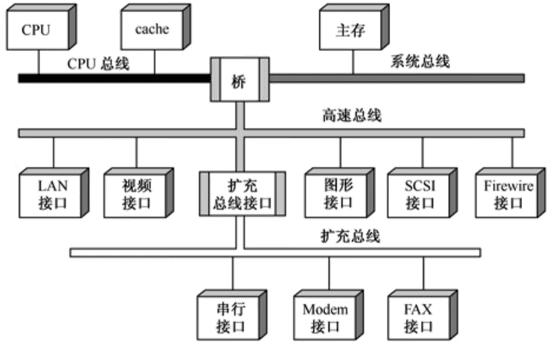 CPU
cache
主存
CPU 总线
桥
系统总线
高速总线
LAN
接口
视频
接口
扩充
总线接口
图形
接口
SCSI
接口
Firewire
接口
扩充总线
串行
接口
Modem
接口
FAX
接口